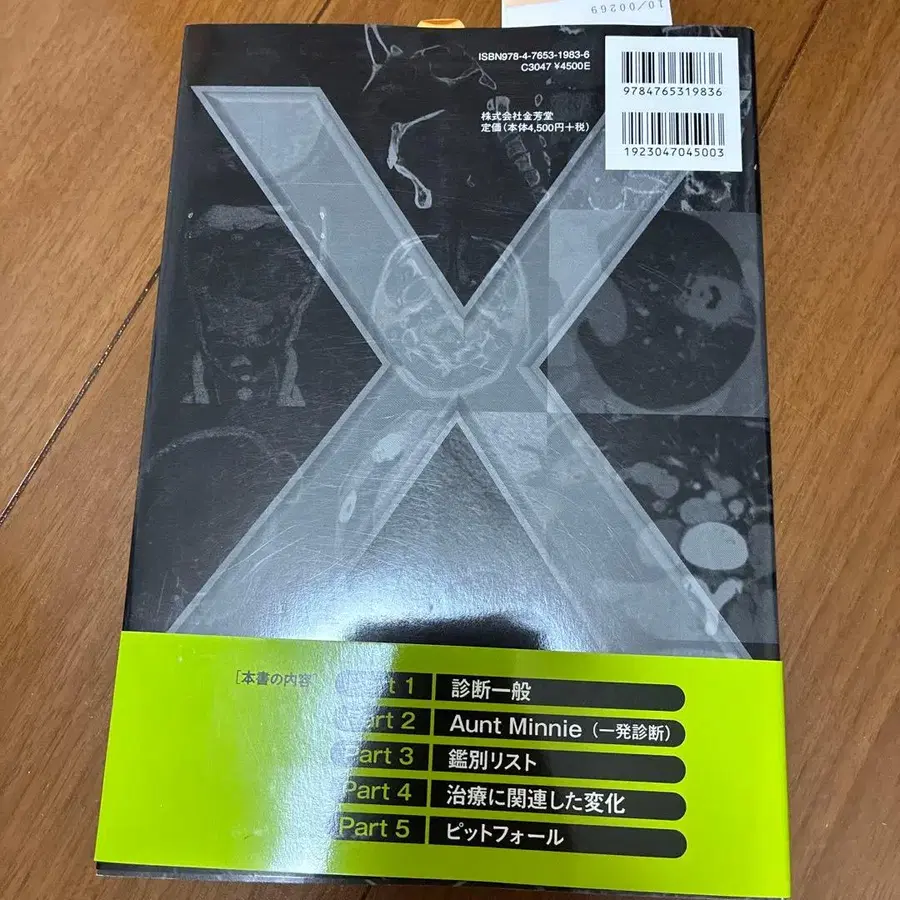 10/00269
ISBN978-4-7653-1983-6
C3047 ¥4500E
9784765319836
株式会社金芳堂
定価(本体4,500円+税)
1923047045003
[本書の内容
Part 1 診断一般
Part 2 Aunt Minnie(一発診断)
Part 3 鑑別リスト
Part 4 治療に関連した変化
Part 5 ピットフォール